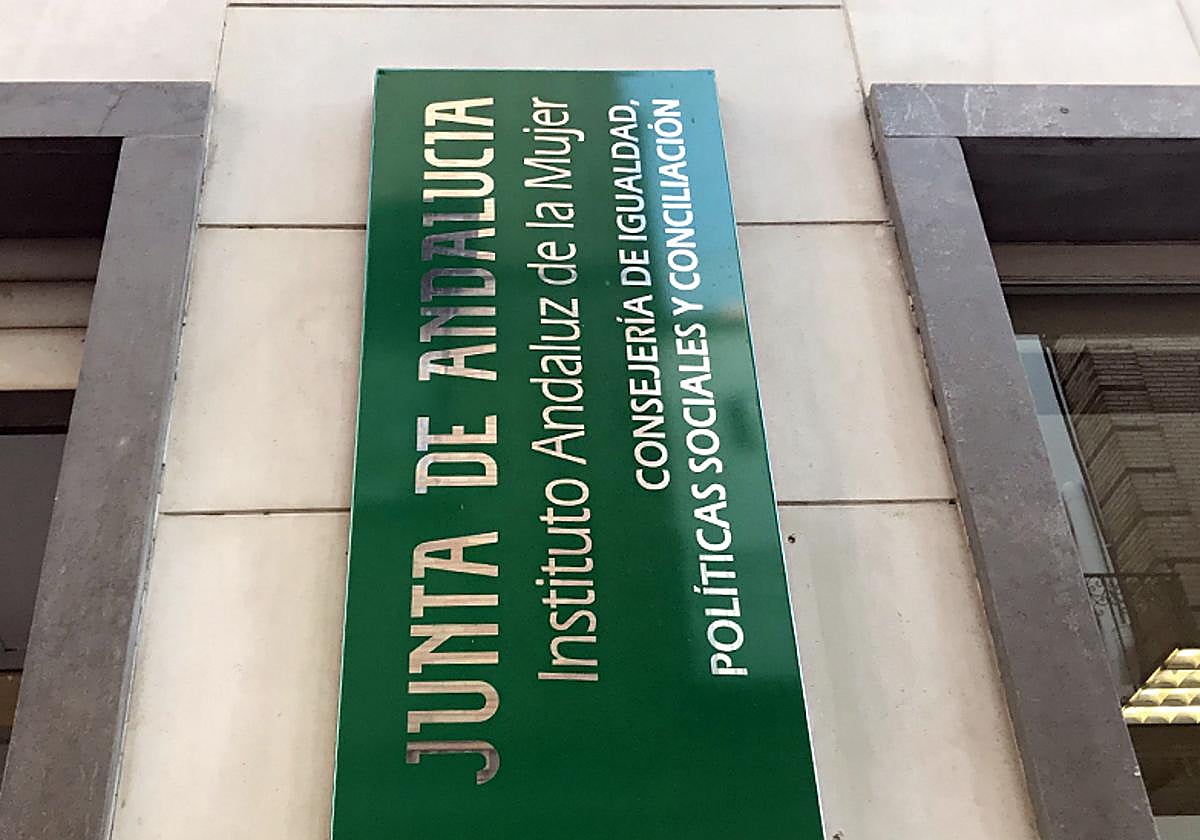 JUNTA DE ANDALUCIA
Instituto Andaluz de la Mujer
CONSEJERÍA DE IGUALDAD,
POLÍTICAS SOCIALES Y CONCILIACIÓN